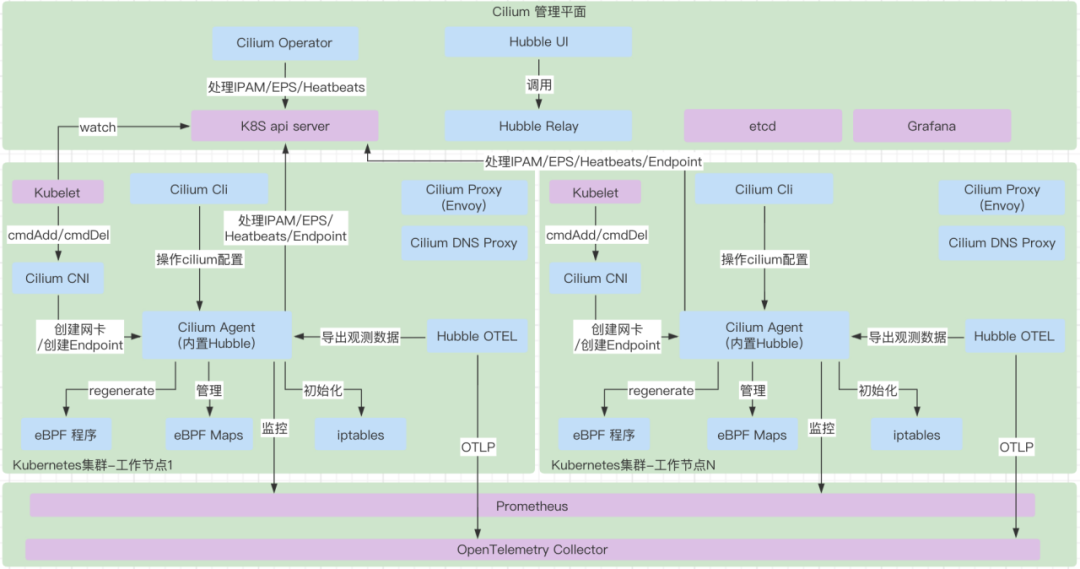 Cilium 管理平面
Cilium Operator
Hubble UI
处理IPAM/EPS/Heatbeats
调用
watch
K8S api server
Hubble Relay
etcd
Grafana
处理IPAM/EPS/Heatbeats/Endpoint
Kubelet
Cilium Cli
Cilium Proxy
（Envoy）
处理IPAM/EPS/
Heatbeats/Endpoint
cmdAdd/cmdDel
Cilium DNS Proxy
操作cilium配置
Cilium CNI
创建网卡
/创建Endpoint
Cilium Agent
（内置Hubble）
导出观测数据
Hubble OTEL
regenerate
管理
初始化
监控
eBPF 程序
eBPF Maps
iptables
OTLP
Kubernetes集群-工作节点1
Kubelet
Cilium Cli
Cilium Proxy
（Envoy）
cmdAdd/cmdDel
Cilium DNS Proxy
操作cilium配置
Cilium CNI
创建网卡
/创建Endpoint
Cilium Agent
（内置Hubble）
导出观测数据
Hubble OTEL
regenerate
管理
初始化
监控
eBPF 程序
eBPF Maps
iptables
OTLP
Kubernetes集群-工作节点N
Prometheus
OpenTelemetry Collector